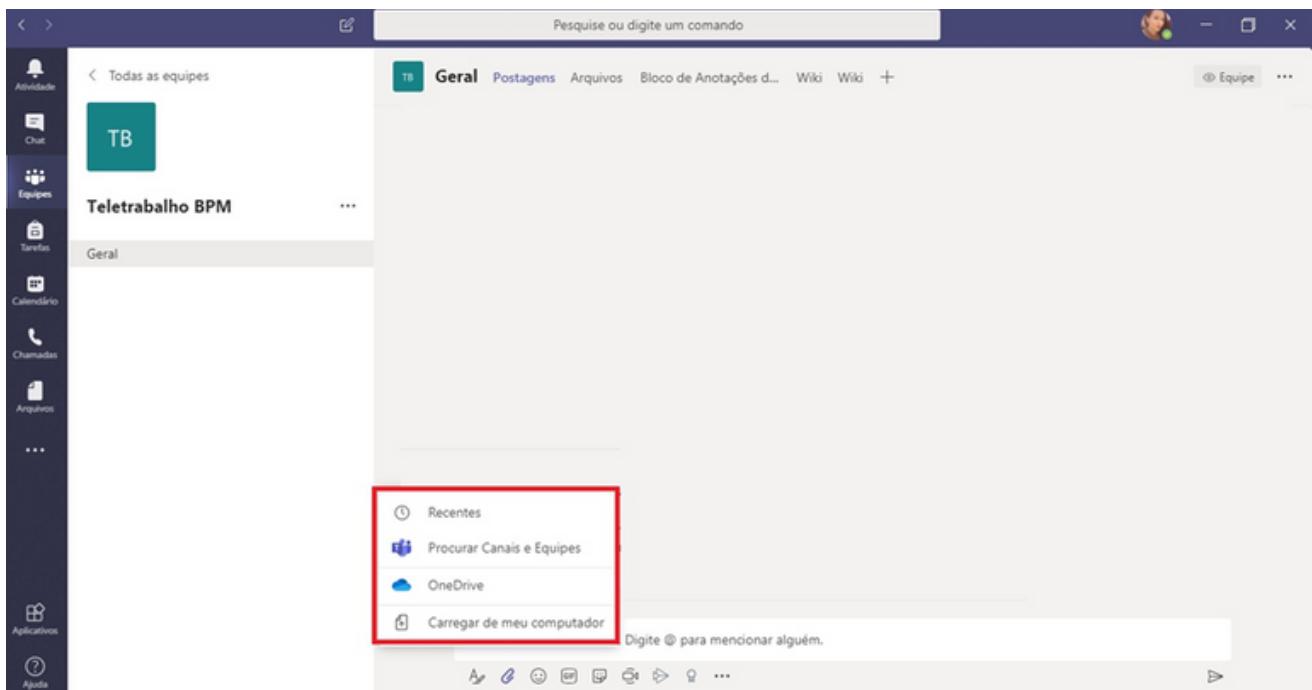 Pesquise ou digite um comando
Atividade
Chat
Equipes
Tarefas
Calendário
Chamadas
Arquivos
Aplicativos
Ajuda
< Todas as equipes
TB
Teletrabalho BPM
Geral
TB Geral Postagens Arquivos Bloco de Anotações d... Wiki Wiki +
Equipe
Recentes
Procurar Canais e Equipes
OneDrive
Carregar de meu computador
Digite @ para mencionar alguém.
GIF